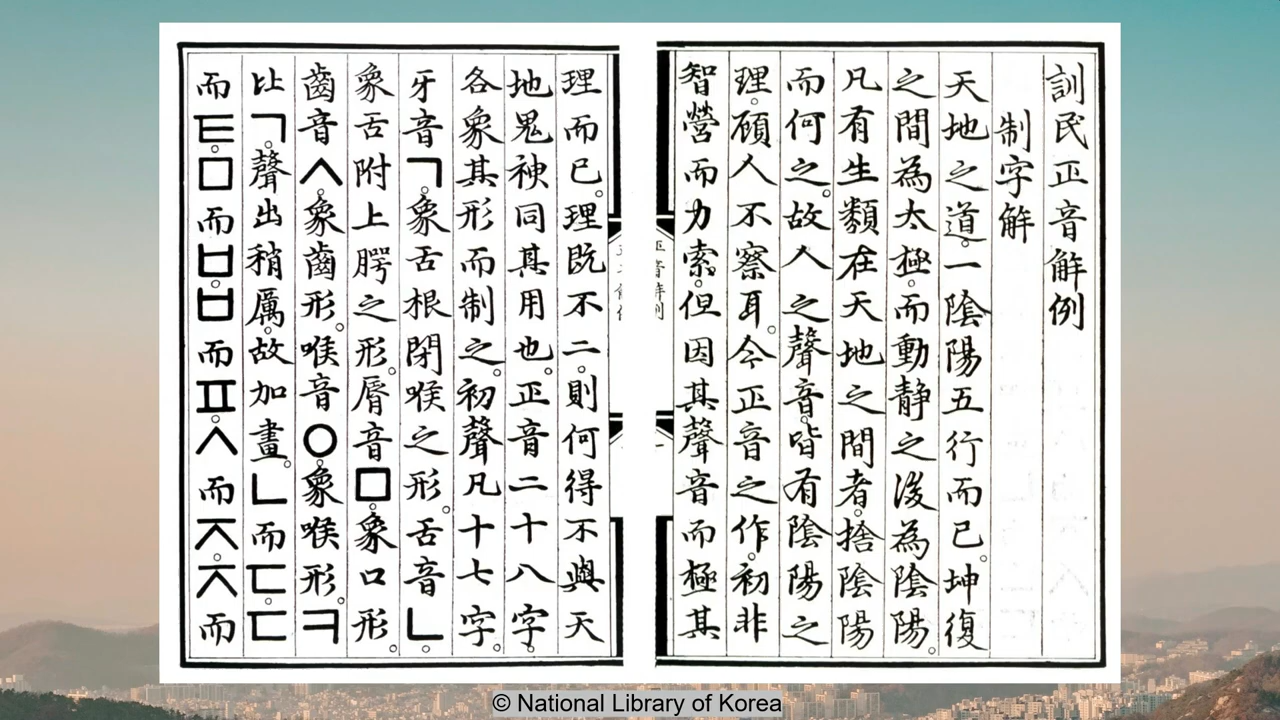 訓民正音解例
制字解
天地之道。一陰陽五行而已。坤復
之間為太極。而動静之後為陰陽。
凡有生類在天地之間者。捨陰陽
而何之。故人之聲音。皆有陰陽之
理。顧人不察耳。今正音之作。初非
智營而力索。但因其聲音而極其
正音解例
理而已。理既不二。則何得不與天
地鬼神同其用也。正音二十八字。
各象其形而制之。初聲凡十七字。
牙音ㄱ。象舌根閉喉之形。舌音ㄴ。
象舌附上腭之形。脣音ㅁ。象口形。
齒音ㅅ。象齒形。喉音ㅇ。象喉形。ㅋ
比ㄱ。聲出稍厲。故加畫。ㄴ而ㄷ。ㄷ
而ㅌ。ㅁ而ㅂ。ㅂ而ㅍ。ㅅ而ㅈ。ㅈ而
© National Library of Korea